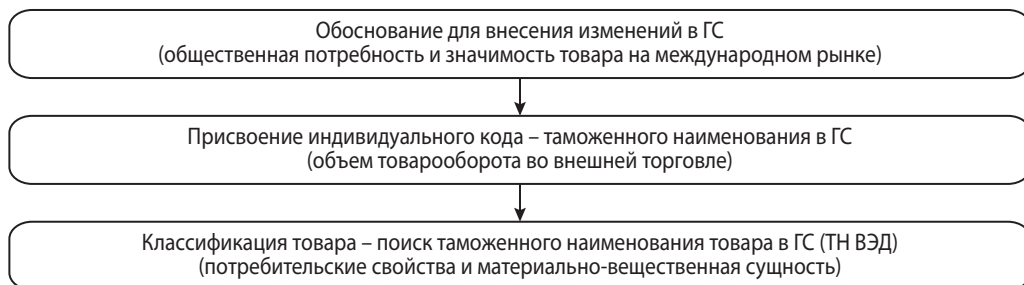 Обоснование для внесения изменений в ГС
(общественная потребность и значимость товара на международном рынке)
Присвоение индивидуального кода – таможенного наименования в ГС
(объем товарооборота во внешней торговле)
Классификация товара – поиск таможенного наименования товара в ГС (ТН ВЭД)
(потребительские свойства и материально-вещественная сущность)